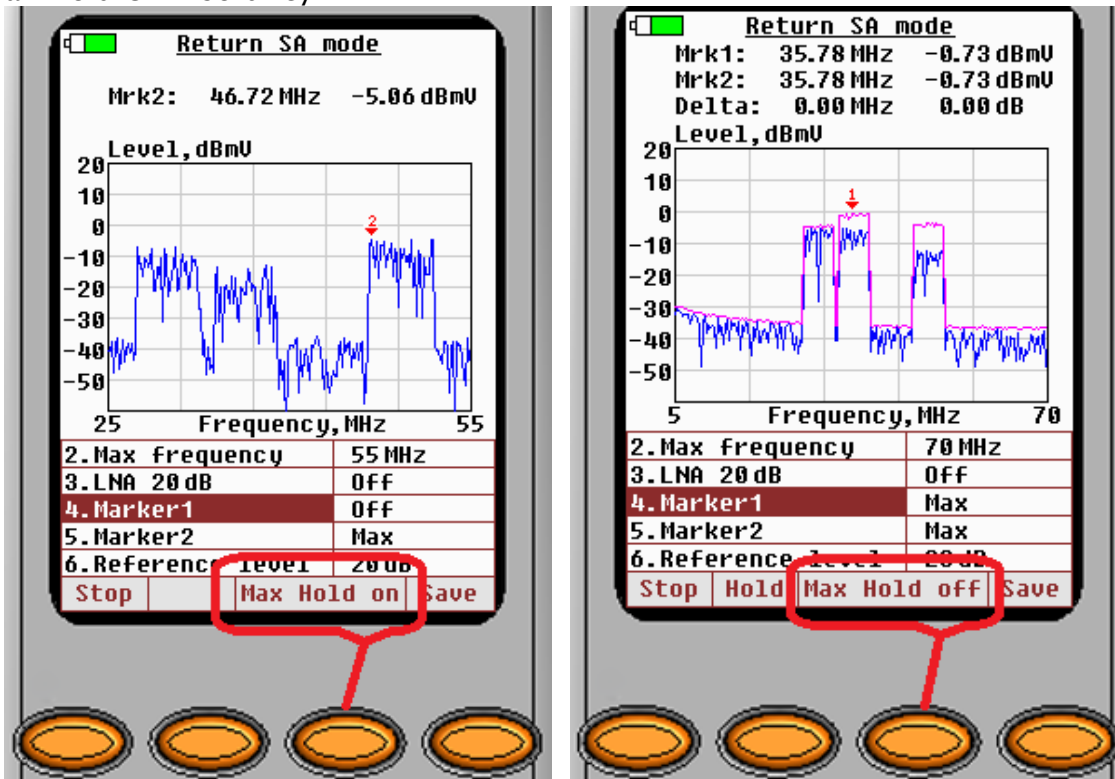 Return SA mode
Mrk2: 46.72 MHz -5.06 dBmV
Level, dBmV
20
10
0
-10
-20
-30
-40
-50
2
25 Frequency, MHz 55
2.Max frequency 55 MHz
3.LNA 20 dB Off
4.Marker1 Off
5.Marker2 Max
6.Reference level 20 dB
Stop Max Hold on Save
Return SA mode
Mrk1: 35.78 MHz -0.73 dBmV
Mrk2: 35.78 MHz -0.73 dBmV
Delta: 0.00 MHz 0.00 dB
Level, dBmV
20
10
0
-10
-20
-30
-40
-50
1
5 Frequency, MHz 70
2.Max frequency 70 MHz
3.LNA 20 dB Off
4.Marker1 Max
5.Marker2 Max
6.Reference level 20 dB
Stop Hold Max Hold off Save